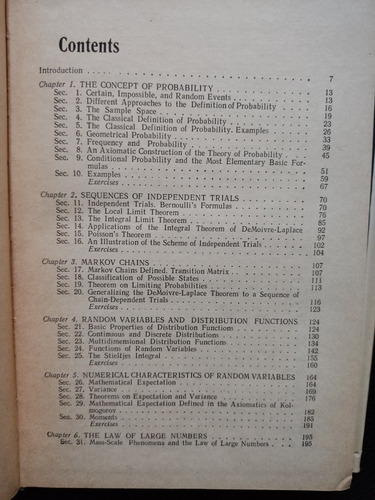 Contents
Introduction . . . 7
Chapter 1. THE CONCEPT OF PROBABILITY . . . 13
Sec. 1. Certain, Impossible, and Random Events . . . 13
Sec. 2. Different Approaches to the Definition of Probability . . . 16
Sec. 3. The Sample Space . . . 19
Sec. 4. The Classical Definition of Probability . . . 23
Sec. 5. The Classical Definition of Probability. Examples . . . 26
Sec. 6. Geometrical Probability . . . 33
Sec. 7. Frequency and Probability . . . 39
Sec. 8. An Axiomatic Construction of the Theory of Probability . . . 45
Sec. 9. Conditional Probability and the Most Elementary Basic For-
mulas . . . 51
Sec. 10. Examples . . . 59
Exercises . . . 67
Chapter 2. SEQUENCES OF INDEPENDENT TRIALS . . . 70
Sec. 11. Independent Trials. Bernoulli's Formulas . . . 70
Sec. 12. The Local Limit Theorem . . . 76
Sec. 13. The Integral Limit Theorem . . . 85
Sec. 14. Applications of the Integral Theorem of DeMoivre-Laplace . . . 92
Sec. 15. Poisson's Theorem . . . 97
Sec. 16. An Illustration of the Scheme of Independent Trials . . . 102
Exercises . . . 104
Chapter 3. MARKOV CHAINS . . . 107
Sec. 17. Markov Chains Defined. Transition Matrix . . . 107
Sec. 18. Classification of Possible States . . . 111
Sec. 19. Theorem on Limiting Probabilities . . . 113
Sec. 20. Generalising the DeMoivre-Laplace Theorem to a Sequence of
Chain-Dependent Trials . . . 116
Exercises . . . 123
Chapter 4. RANDOM VARIABLES AND DISTRIBUTION FUNCTIONS . . . 124
Sec. 21. Basic Properties of Distribution Functions . . . 124
Sec. 22. Continuous and Discrete Distributions . . . 130
Sec. 23. Multidimensional Distribution Functions . . . 134
Sec. 24. Functions of Random Variables . . . 142
Sec. 25. The Stieltjes Integral . . . 155
Exercises . . . 160
Chapter 5. NUMERICAL CHARACTERISTICS OF RANDOM VARIABLES . . . 164
Sec. 26. Mathematical Expectation . . . 164
Sec. 27. Variance . . . 169
Sec. 28. Theorems on Expectation and Variance . . . 176
Sec. 29. Mathematical Expectation Defined in the Axiomatics of Kol-
mogorov . . . 182
Sec. 30. Moments . . . 185
Exercises . . . 191
Chapter 6. THE LAW OF LARGE NUMBERS . . . 195
Sec. 31. Mass-Scale Phenomena and the Law of Large Numbers . . . 195